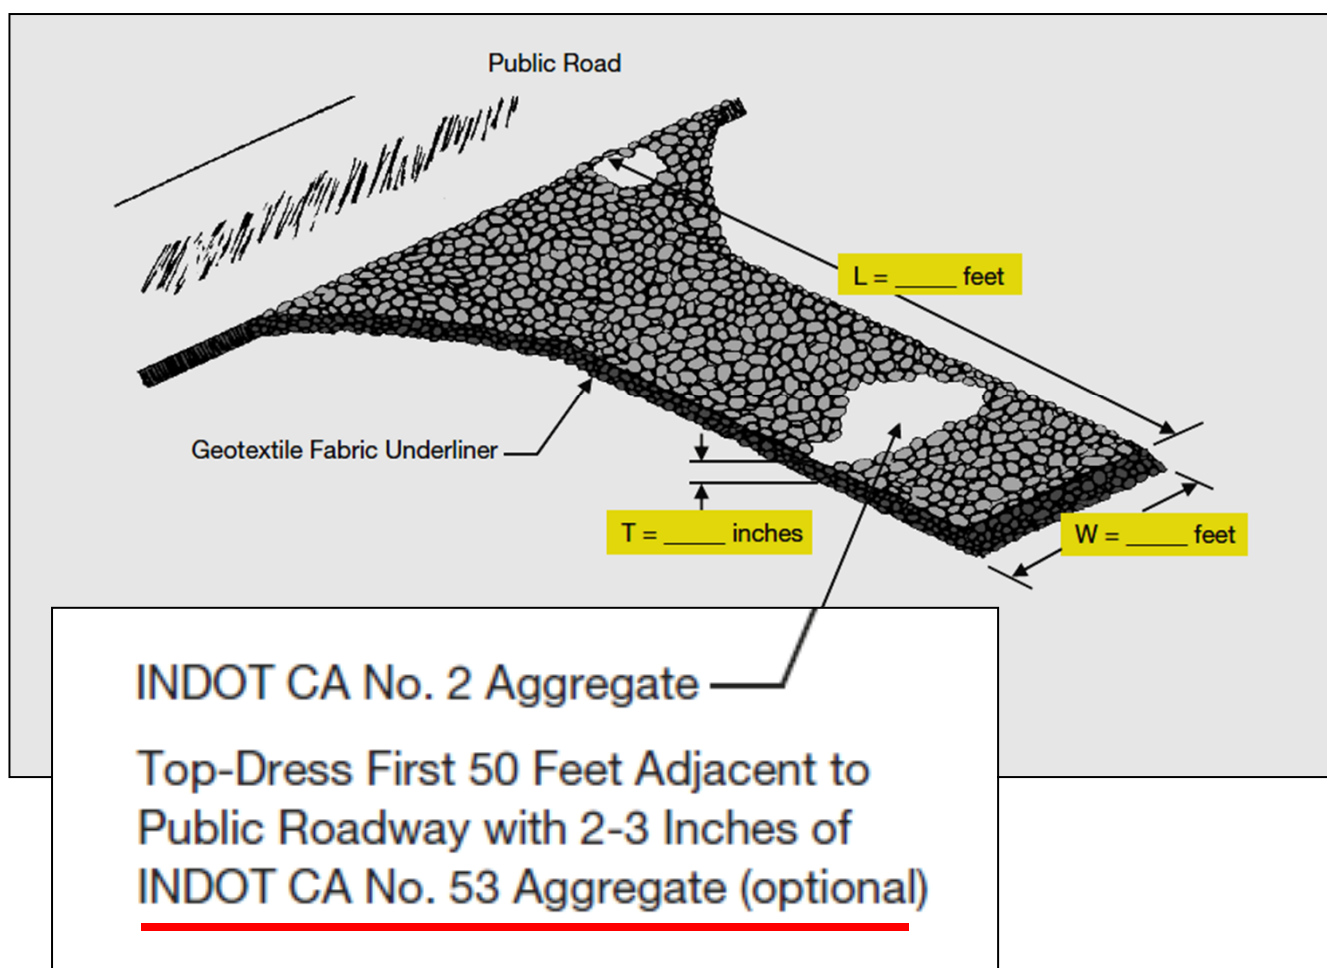 Public Road
L = _____ feet
Geotextile Fabric Underliner
T = _____ inches
W = _____ feet
INDOT CA No. 2 Aggregate
Top-Dress First 50 Feet Adjacent to
Public Roadway with 2-3 Inches of
INDOT CA No. 53 Aggregate (optional)